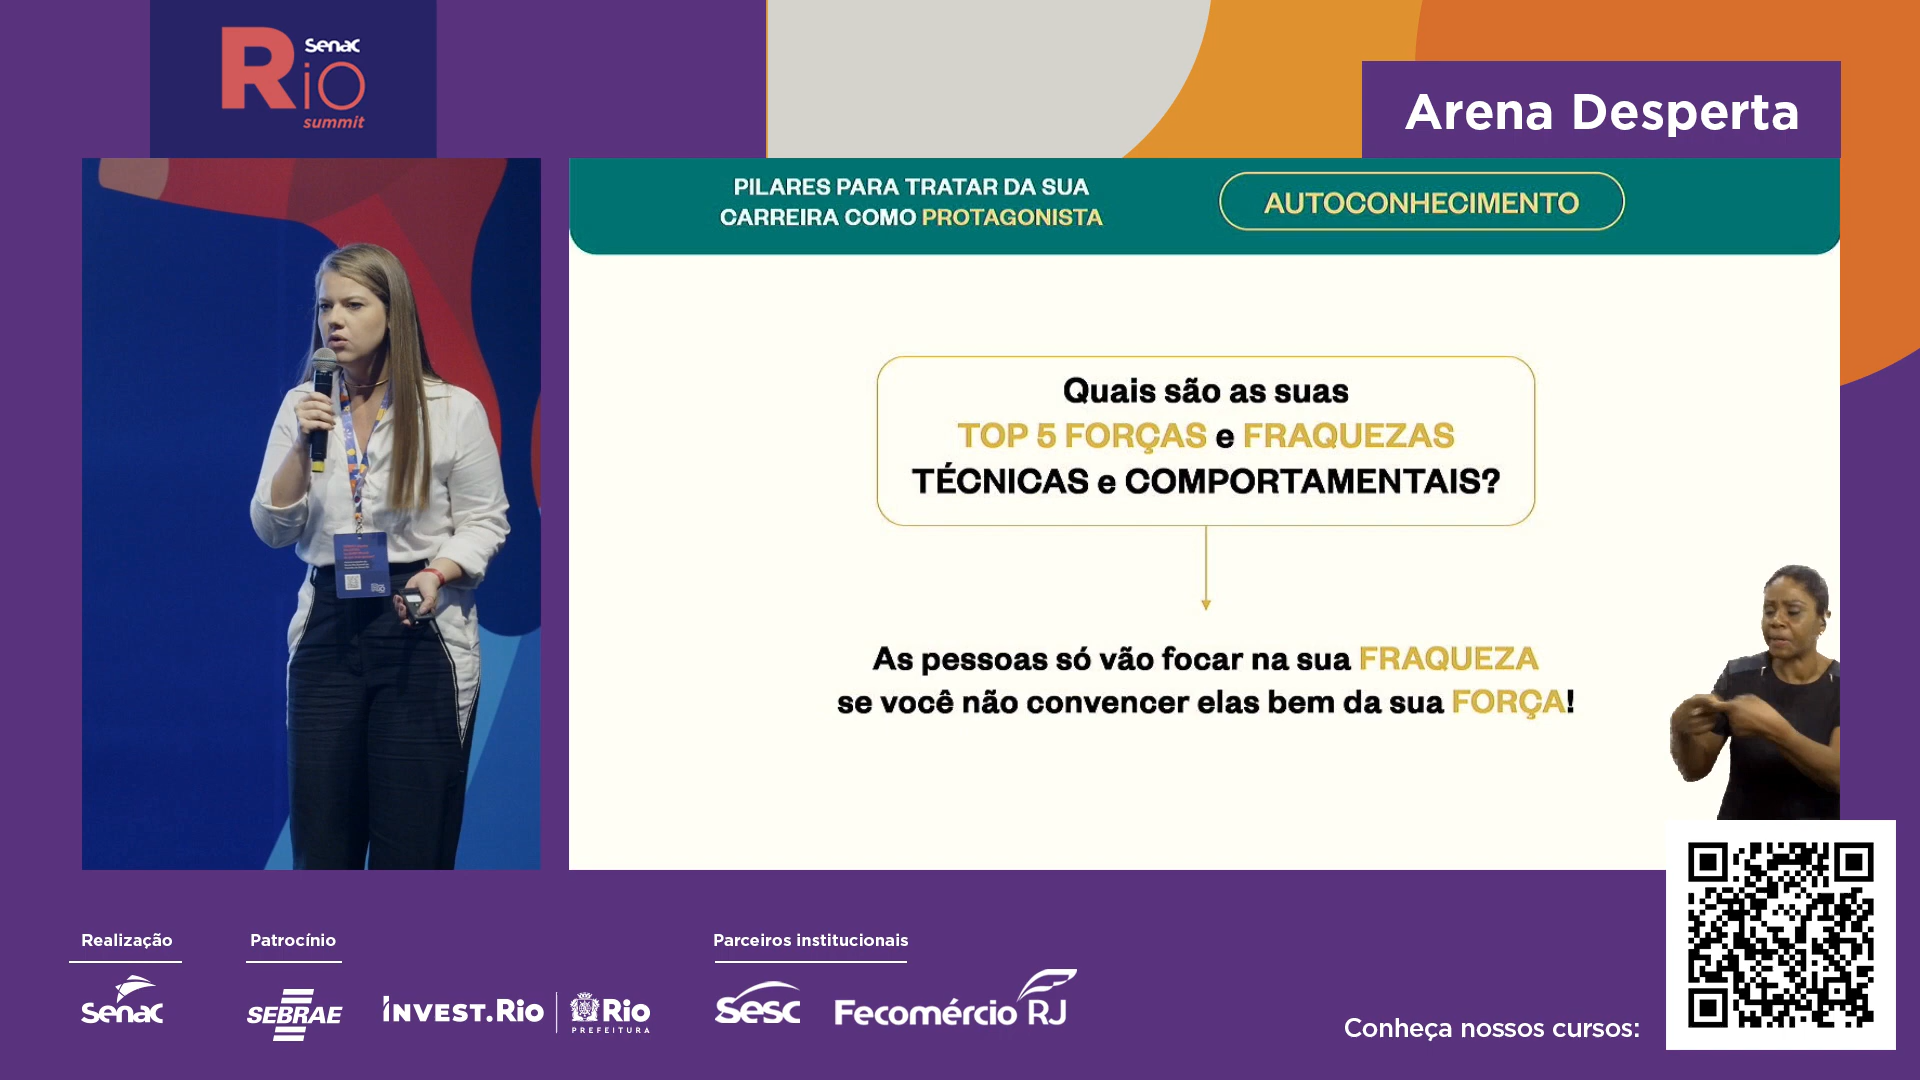 Senac
Rio
summit
Arena Desperta
PILARES PARA TRATAR DA SUA
CARREIRA COMO PROTAGONISTA
AUTOCONHECIMENTO
Quais são as suas
TOP 5 FORÇAS e FRAQUEZAS
TÉCNICAS e COMPORTAMENTAIS?
As pessoas só vão focar na sua FRAQUEZA
se você não convencer elas bem da sua FORÇA!
Realização
Senac
Patrocínio
SEBRAE
INVEST.Rio
Rio
PREFEITURA
Parceiros institucionais
Sesc
Fecomércio RJ
Conheça nossos cursos: